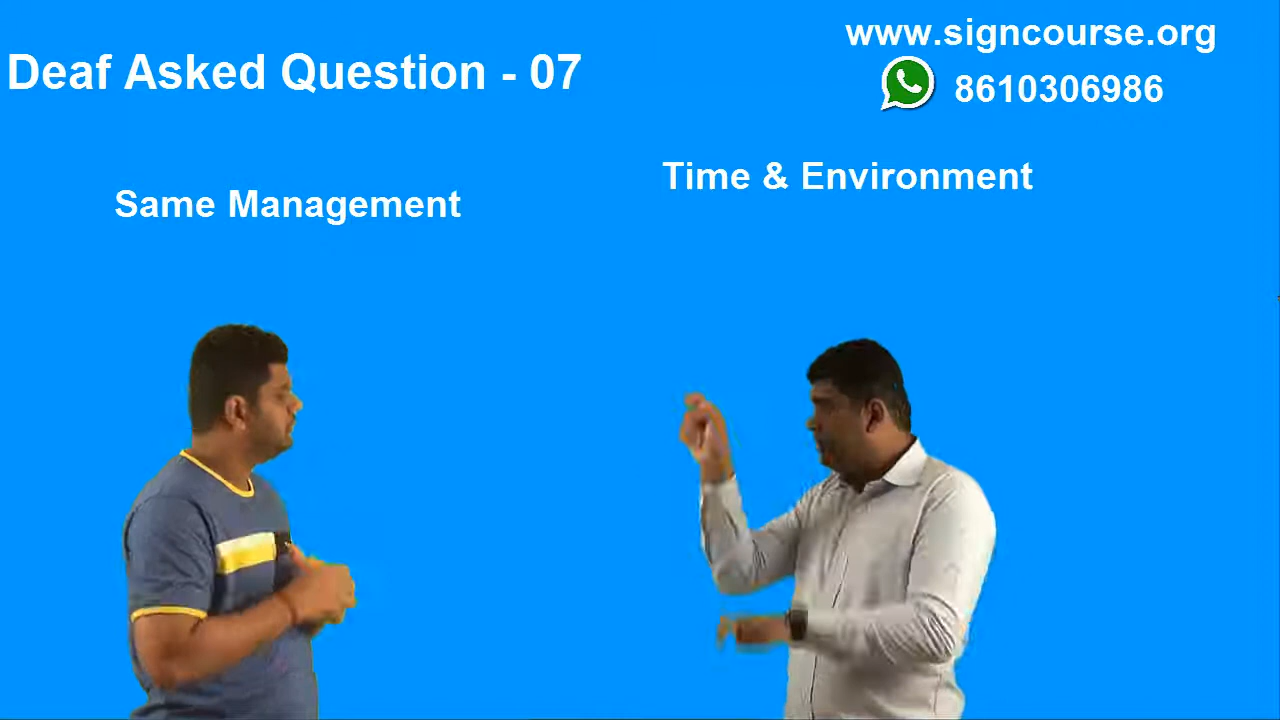 www.signcourse.org
Deaf Asked Question - 07
8610306986
Time & Environment
Same Management